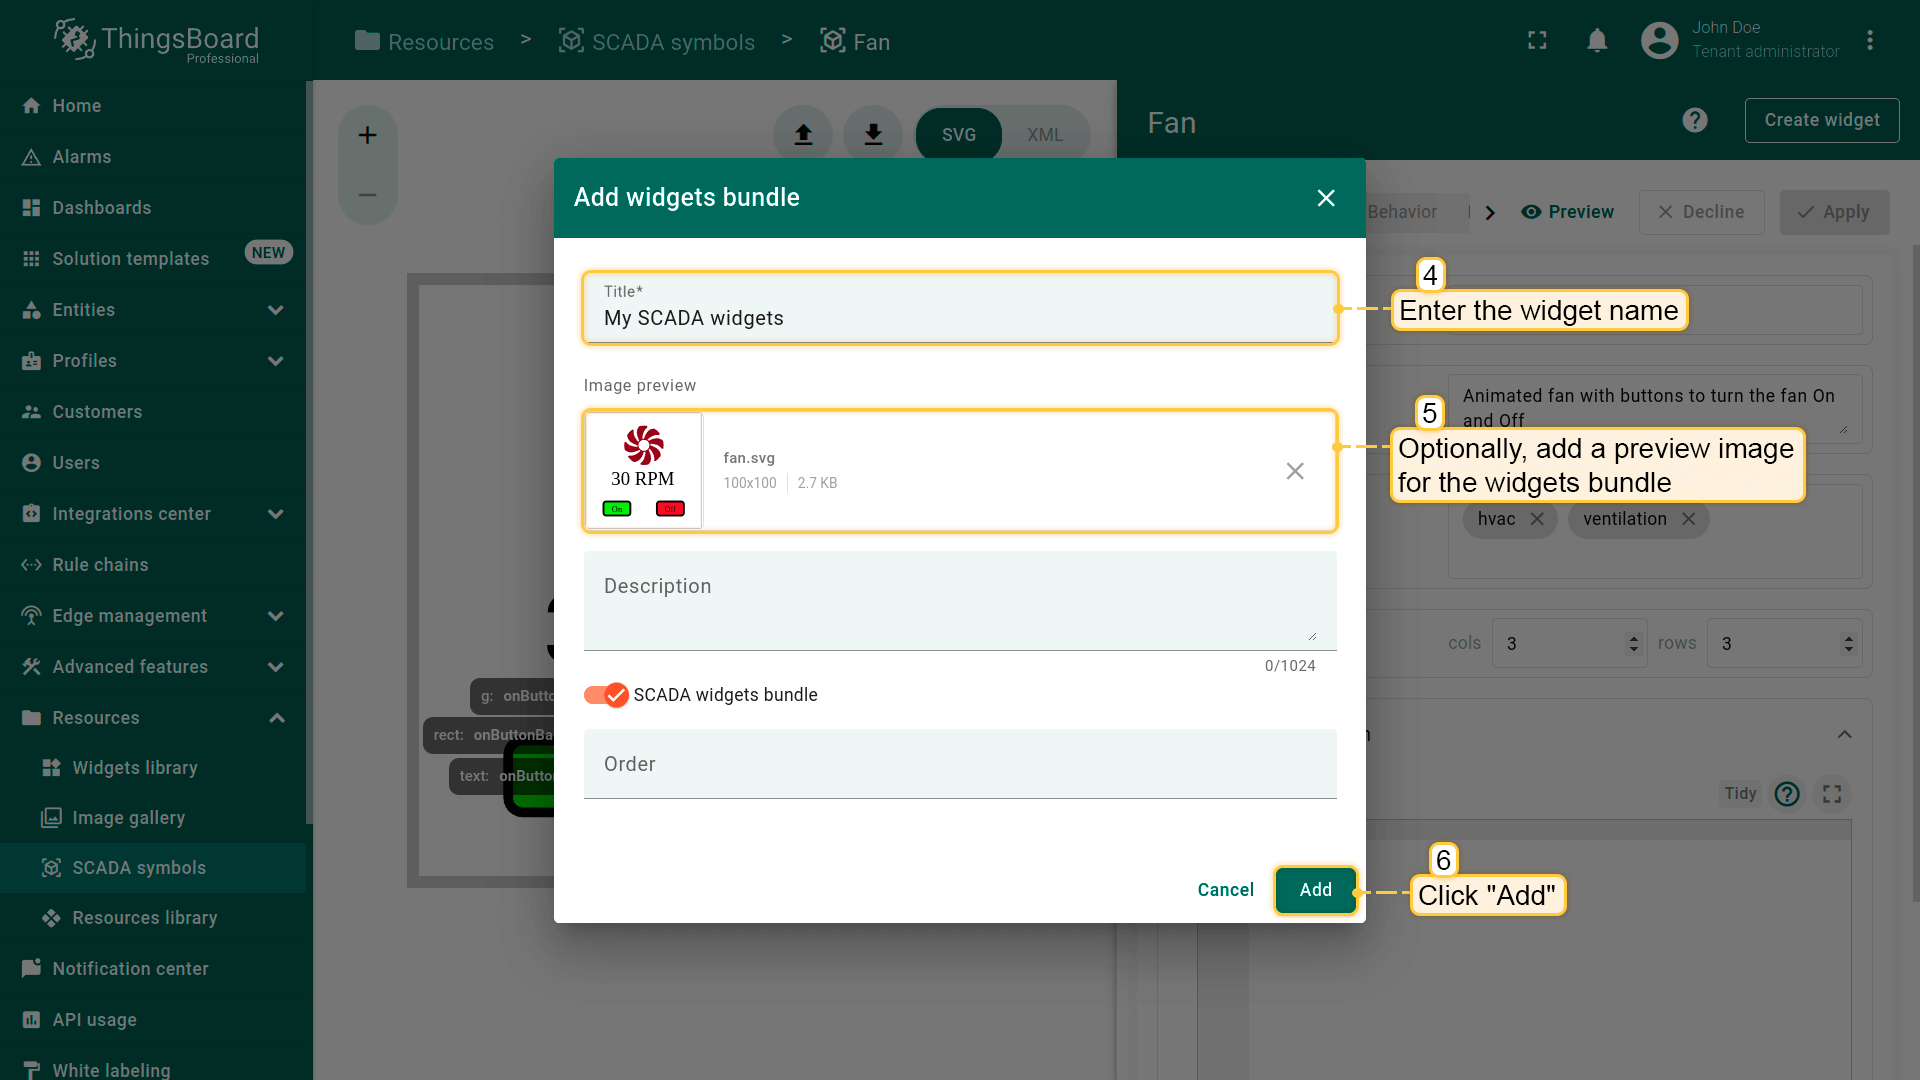 ThingsBoard
Professional
Resources > SCADA symbols > Fan
John Doe
Tenant administrator
Home
Alarms
Dashboards
Solution templates
NEW
Entities
Profiles
Customers
Users
Integrations center
Rule chains
Edge management
Advanced features
Resources
Widgets library
Image gallery
SCADA symbols
Resources library
Notification center
API usage
White labeling
SVG
XML
Fan
Create widget
Behavior
Preview
Decline
Apply
Add widgets bundle
Title*
My SCADA widgets
4
Enter the widget name
Image preview
30 RPM
On
Off
fan.svg
100x100
2.7 KB
Animated fan with buttons to turn the fan On
and Off
5
Optionally, add a preview image
for the widgets bundle
hvac
ventilation
Description
0/1024
cols
3
rows
3
g: onButto
rect: onButtonBa
text: onButto
SCADA widgets bundle
Order
Tidy
Cancel
Add
6
Click "Add"